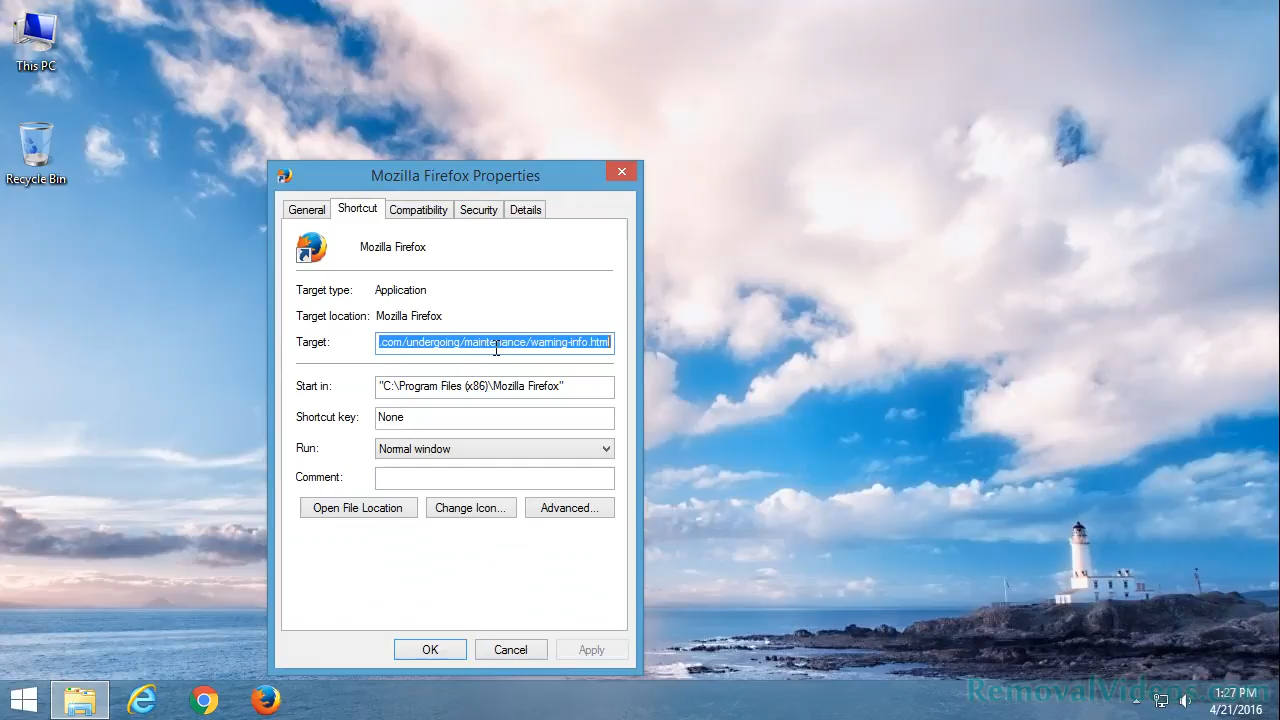 This PC
Recycle Bin
Mozilla Firefox Properties
General Shortcut Compatibility Security Details
Mozilla Firefox
Target type: Application
Target location: Mozilla Firefox
Target: .com/undergoing/maintenance/warning-info.html
Start in: "C:\Program Files (x86)\Mozilla Firefox"
Shortcut key: None
Run: Normal window
Comment:
Open File Location Change Icon... Advanced...
OK Cancel Apply
RemovalVideos.com
1:27 PM
4/21/2016